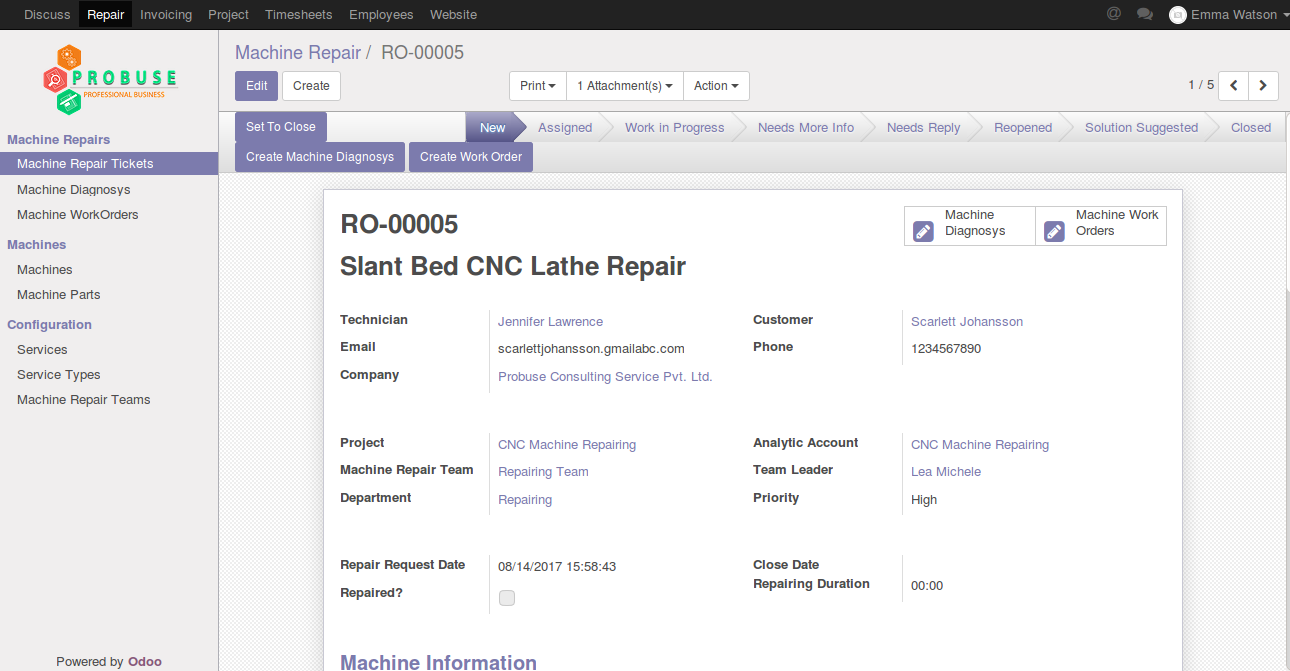 Discuss Repair Invoicing Project Timesheets Employees Website @ Emma Watson
PROBUSE
PROFESSIONAL BUSINESS
Machine Repairs
Machine Repair Tickets
Machine Diagnosys
Machine WorkOrders
Machines
Machines
Machine Parts
Configuration
Services
Service Types
Machine Repair Teams
Powered by Odoo
Machine Repair / RO-00005
Edit Create Print 1 Attachment(s) Action 1 / 5
Set To Close New Assigned Work in Progress Needs More Info Needs Reply Reopened Solution Suggested Closed
Create Machine Diagnosys Create Work Order
RO-00005
Machine Diagnosys
Machine Work Orders
Slant Bed CNC Lathe Repair
Technician Jennifer Lawrence Customer Scarlett Johansson
Email scarlettjohansson.gmailabc.com Phone 1234567890
Company Probuse Consulting Service Pvt. Ltd.
Project CNC Machine Repairing Analytic Account CNC Machine Repairing
Machine Repair Team Repairing Team Team Leader Lea Michele
Department Repairing Priority High
Repair Request Date 08/14/2017 15:58:43 Close Date
Repairing Duration 00:00
Repaired?
Machine Information